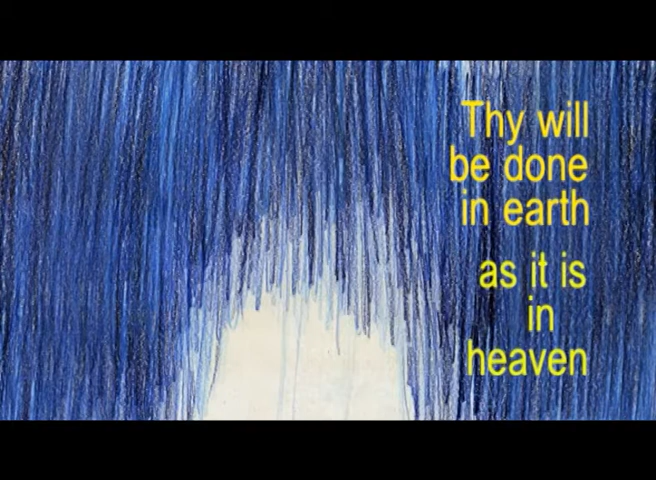 Thy will
be done
in earth
as it is
in
heaven